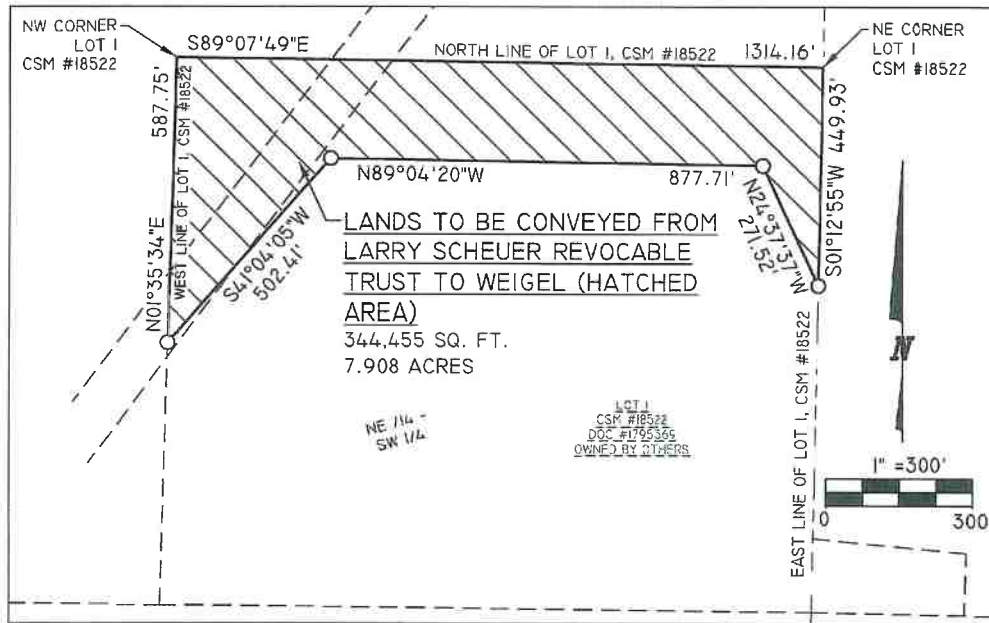 NW CORNER
LOT 1
CSM #18522
S89°07'49"E
NORTH LINE OF LOT 1, CSM #18522
1314.16'
NE CORNER
LOT 1
CSM #18522
587.75'
N01°35'34"E
WEST LINE OF LOT 1, CSM #18522
N89°04'20"W
877.71'
S01°12'55"W 449.93'
N24°37'37"W
271.52'
S41°04'05"W
502.41'
LANDS TO BE CONVEYED FROM
LARRY SCHEUER REVOCABLE
TRUST TO WEIGEL (HATCHED
AREA)
344,455 SQ. FT.
7.908 ACRES
N
NE 1/4 -
SW 1/4
LOT 1
CSM #18522
DOC #1795365
OWNED BY OTHERS
EAST LINE OF LOT 1, CSM #18522
1" =300'
0 300